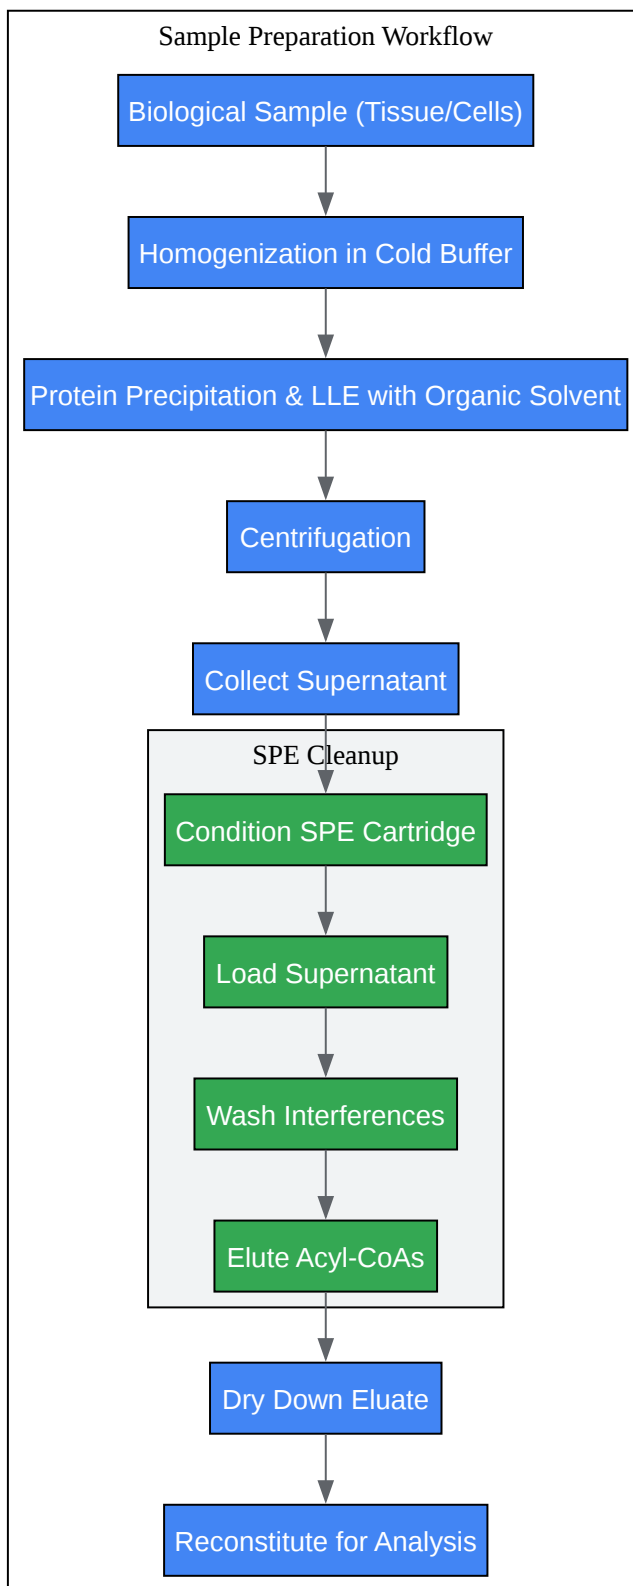 Sample Preparation Workflow
Biological Sample (Tissue/Cells)
Homogenization in Cold Buffer
Protein Precipitation & LLE with Organic Solvent
Centrifugation
Collect Supernatant
SPE Cleanup
Condition SPE Cartridge
Load Supernatant
Wash Interferences
Elute Acyl-CoAs
Dry Down Eluate
Reconstitute for Analysis